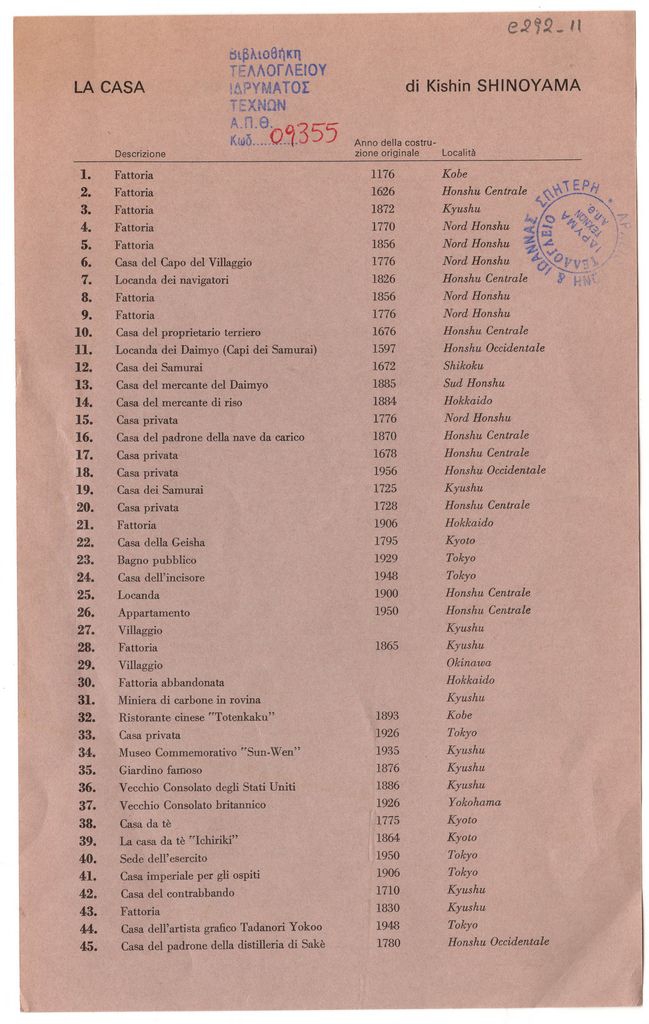 e292-11
Βιβλιοθήκη
ΤΕΛΛΟΓΛΕΙΟΥ
ΙΔΡΥΜΑΤΟΣ
ΤΕΧΝΩΝ
Α.Π.Θ.
Κωδ. 09355
LA CASA di Kishin SHINOYAMA
Descrizione Anno della costru-zione originale Località
1. Fattoria 1176 Kobe
2. Fattoria 1626 Honshu Centrale
3. Fattoria 1872 Kyushu
4. Fattoria 1770 Nord Honshu
5. Fattoria 1856 Nord Honshu
6. Casa del Capo del Villaggio 1776 Nord Honshu
7. Locanda dei navigatori 1826 Honshu Centrale
8. Fattoria 1856 Nord Honshu
9. Fattoria 1776 Nord Honshu
10. Casa del proprietario terriero 1676 Honshu Centrale
11. Locanda dei Daimyo (Capi dei Samurai) 1597 Honshu Occidentale
12. Casa dei Samurai 1672 Shikoku
13. Casa del mercante del Daimyo 1885 Sud Honshu
14. Casa del mercante di riso 1884 Hokkaido
15. Casa privata 1776 Nord Honshu
16. Casa del padrone della nave da carico 1870 Honshu Centrale
17. Casa privata 1678 Honshu Centrale
18. Casa privata 1956 Honshu Occidentale
19. Casa dei Samurai 1725 Kyushu
20. Casa privata 1728 Honshu Centrale
21. Fattoria 1906 Hokkaido
22. Casa della Geisha 1795 Kyoto
23. Bagno pubblico 1929 Tokyo
24. Casa dell'incisore 1948 Tokyo
25. Locanda 1900 Honshu Centrale
26. Appartamento 1950 Honshu Centrale
27. Villaggio Kyushu
28. Fattoria 1865 Kyushu
29. Villaggio Okinawa
30. Fattoria abbandonata Hokkaido
31. Miniera di carbone in rovina Kyushu
32. Ristorante cinese "Totenkaku" 1893 Kobe
33. Casa privata 1926 Tokyo
34. Museo Commemorativo "Sun-Wen" 1935 Kyushu
35. Giardino famoso 1876 Kyushu
36. Vecchio Consolato degli Stati Uniti 1886 Kyushu
37. Vecchio Consolato britannico 1926 Yokohama
38. Casa da tè 1775 Kyoto
39. La casa da tè "Ichiriki" 1864 Kyoto
40. Sede dell'esercito 1950 Tokyo
41. Casa imperiale per gli ospiti 1906 Tokyo
42. Casa del contrabbando 1710 Kyushu
43. Fattoria 1830 Kyushu
44. Casa dell'artista grafico Tadanori Yokoo 1948 Tokyo
45. Casa del padrone della distilleria di Sakè 1780 Honshu Occidentale
& ΙΩΑΝΝΑΣ ΣΠΗΤΕΡΗ
ΤΕΛΛΟΓΛΕΙΟ
ΙΔΡΥΜΑ
ΤΕΧΝΩΝ
Α.Π.Θ.